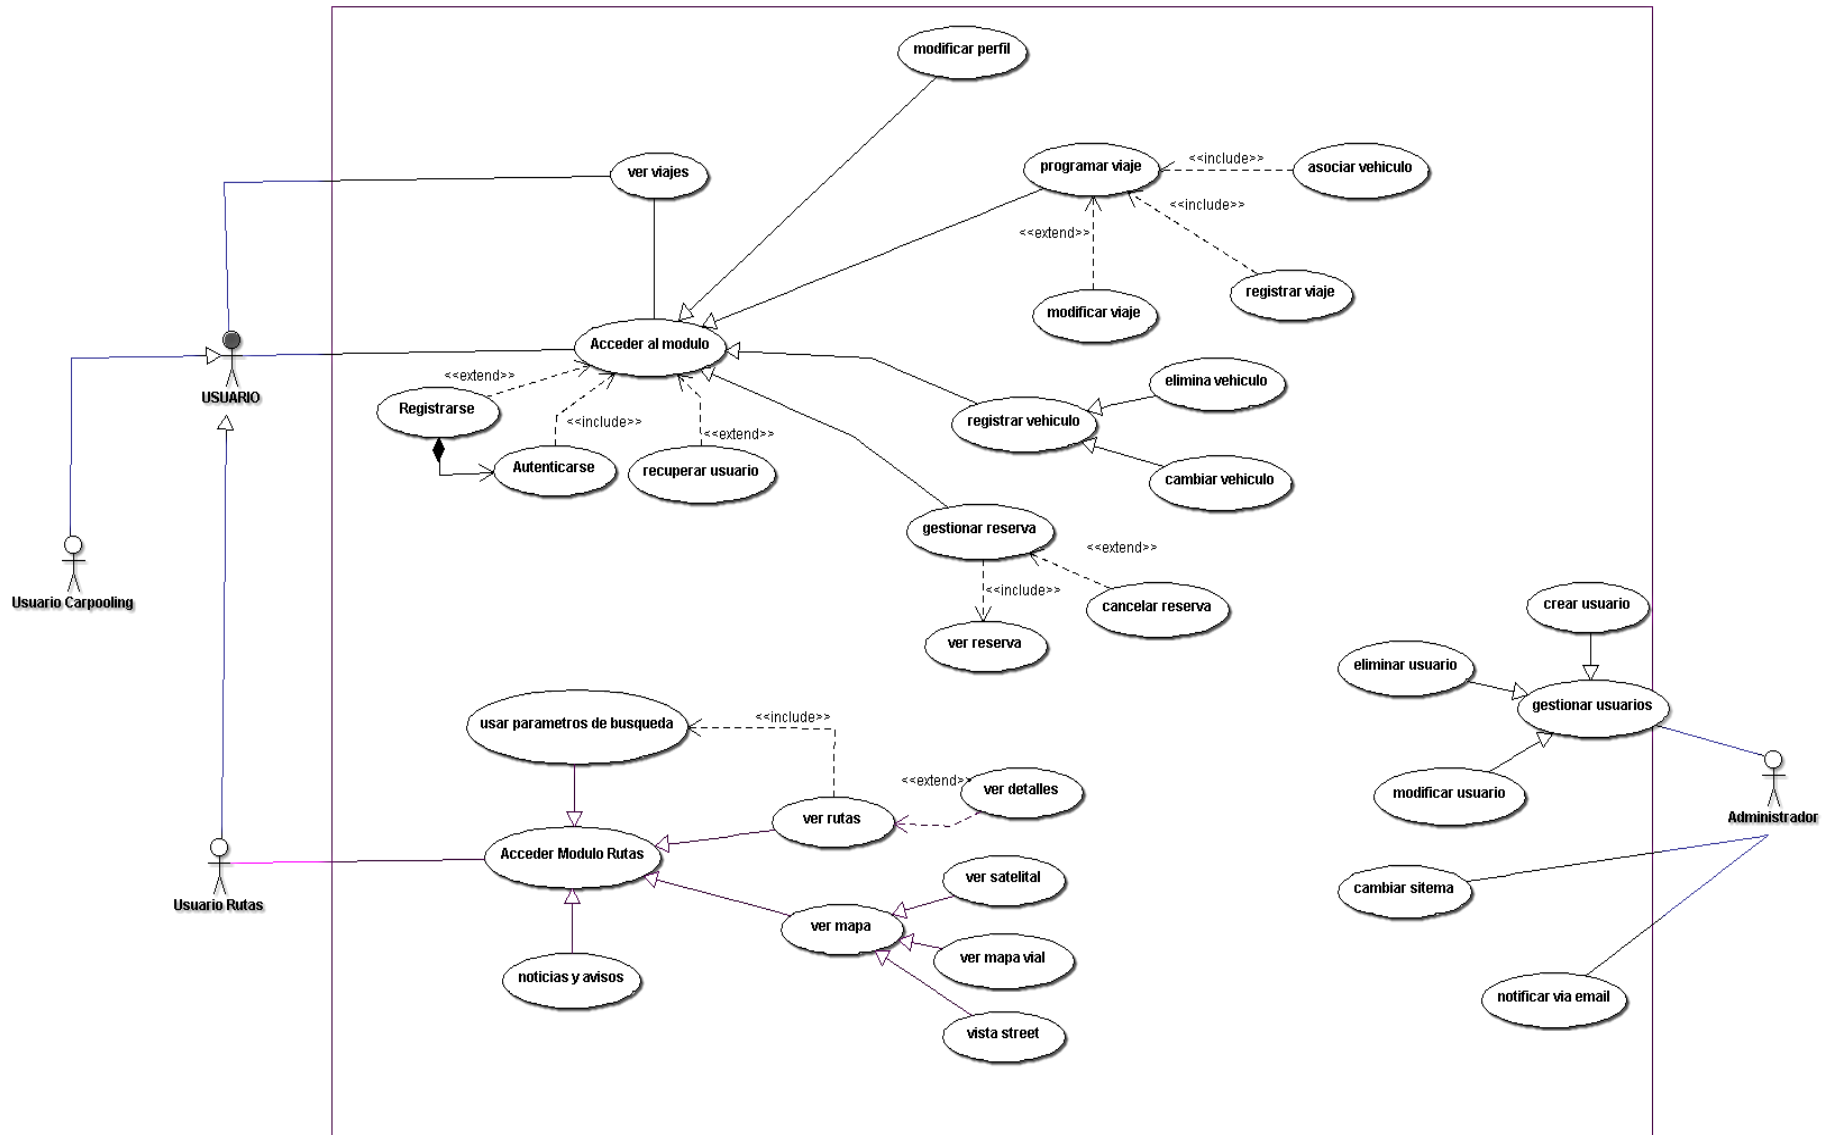 modificar perfil
ver viajes
programar viaje
<<include>>
asociar vehiculo
<<include>>
<<extend>>
registrar viaje
modificar viaje
Acceder al modulo
USUARIO
<<extend>>
Registrarse
<<include>>
<<extend>>
Autenticarse
recuperar usuario
elimina vehiculo
registrar vehiculo
cambiar vehiculo
gestionar reserva
<<extend>>
<<include>>
cancelar reserva
ver reserva
Usuario Carpooling
crear usuario
eliminar usuario
gestionar usuarios
modificar usuario
Administrador
usar parametros de busqueda
<<include>>
<<extend>>
ver detalles
ver rutas
Acceder Modulo Rutas
Usuario Rutas
ver satelital
ver mapa
ver mapa vial
noticias y avisos
vista street
cambiar sitema
notificar via email